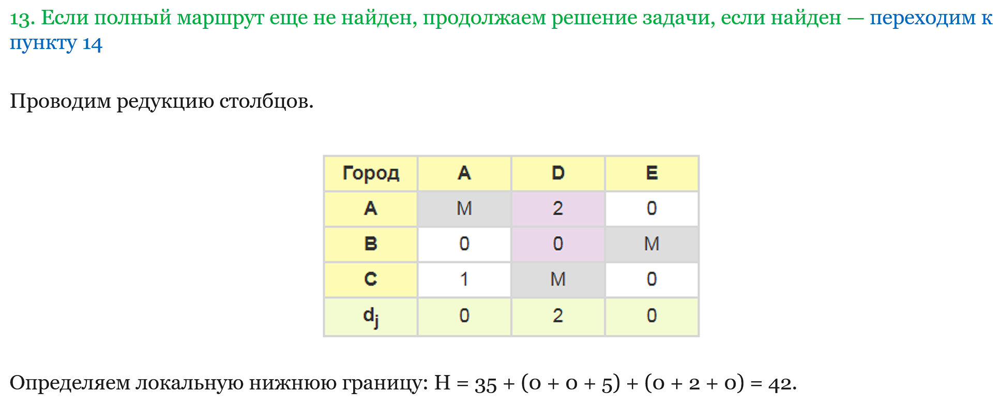 13. Если полный маршрут еще не найден, продолжаем решение задачи, если найден — переходим к
пункту 14
Проводим редукцию столбцов.
Город A D E
A M 2 0
B 0 0 M
C 1 M 0
dj 0 2 0
Определяем локальную нижнюю границу: H = 35 + (0 + 0 + 5) + (0 + 2 + 0) = 42.